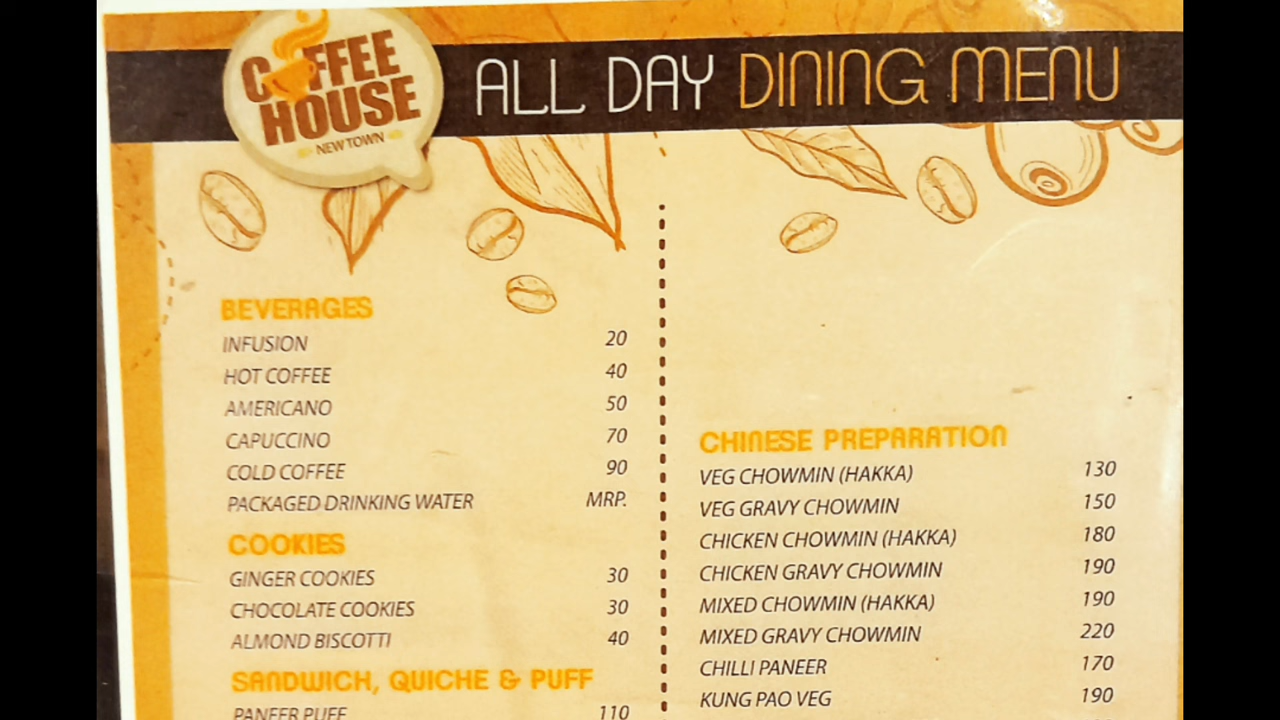 COFFEE
HOUSE
NEW TOWN
ALL DAY DINING MENU
BEVERAGES
INFUSION 20
HOT COFFEE 40
AMERICANO 50
CAPUCCINO 70
COLD COFFEE 90
PACKAGED DRINKING WATER MRP.
COOKIES
GINGER COOKIES 30
CHOCOLATE COOKIES 30
ALMOND BISCOTTI 40
SANDWICH, QUICHE & PUFF
PANEER PUFF 110
CHINESE PREPARATION
VEG CHOWMIN (HAKKA) 130
VEG GRAVY CHOWMIN 150
CHICKEN CHOWMIN (HAKKA) 180
CHICKEN GRAVY CHOWMIN 190
MIXED CHOWMIN (HAKKA) 190
MIXED GRAVY CHOWMIN 220
CHILLI PANEER 170
KUNG PAO VEG 190